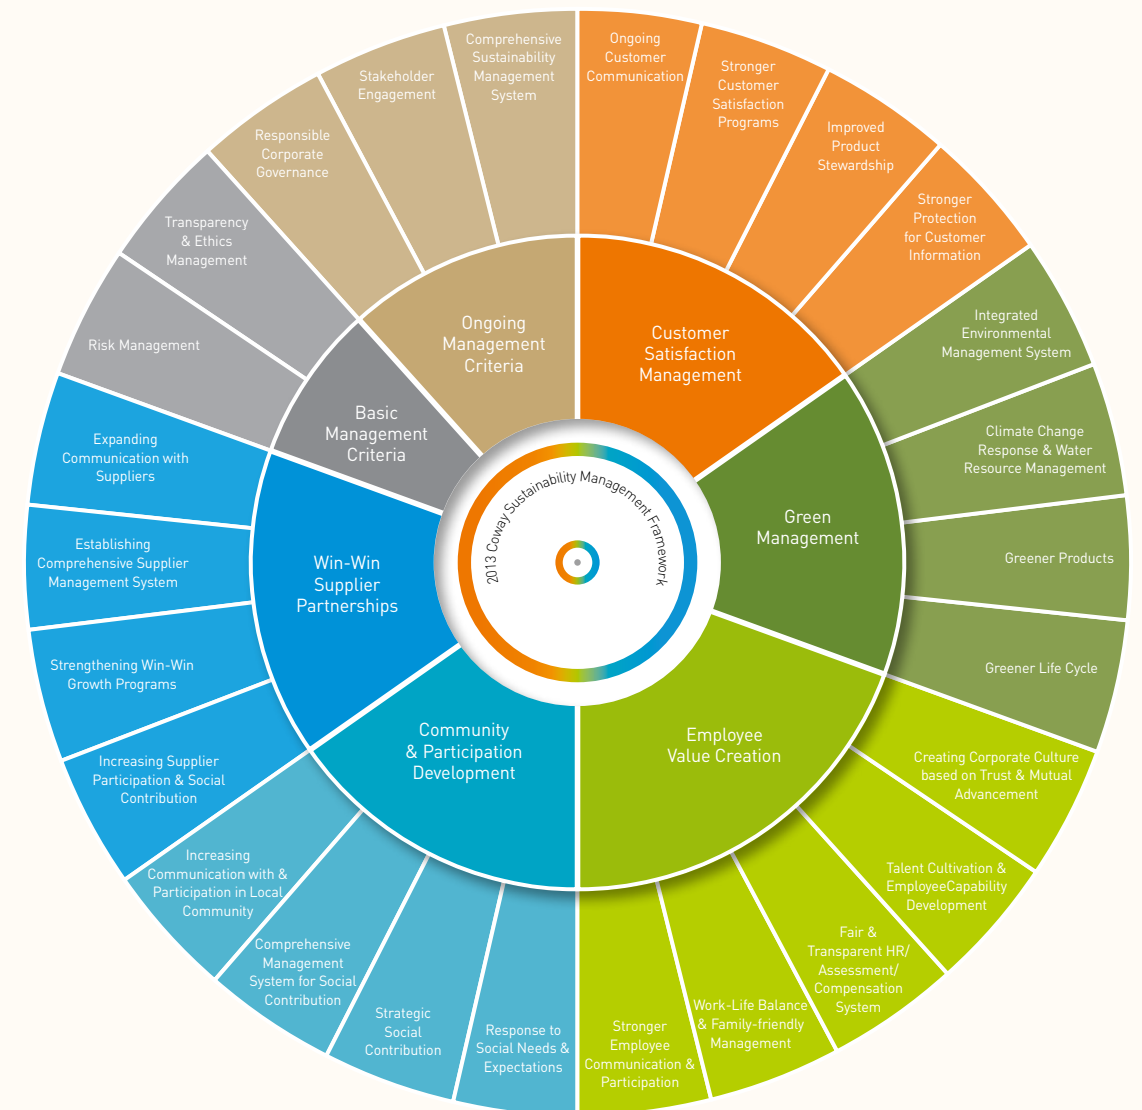 2013 Coway Sustainability Management Framework
Customer
Satisfaction
Management
Ongoing
Customer
Communication
Stronger
Customer
Satisfaction
Programs
Improved
Product
Stewardship
Stronger
Protection
for Customer
Information
Green
Management
Integrated
Environmental
Management System
Climate Change
Response & Water
Resource Management
Greener Products
Greener Life Cycle
Employee
Value Creation
Creating Corporate Culture
based on Trust & Mutual
Advancement
Talent Cultivation &
EmployeeCapability
Development
Fair &
Transparent HR/
Assessment/
Compensation
System
Work-Life Balance
& Family-friendly
Management
Stronger
Employee
Communication &
Participation
Community
& Participation
Development
Response to
Social Needs &
Expectations
Strategic
Social
Contribution
Comprehensive
Management
System for Social
Contribution
Increasing
Communication with &
Participation in Local
Community
Win-Win
Supplier
Partnerships
Increasing Supplier
Participation & Social
Contribution
Strengthening Win-Win
Growth Programs
Establishing
Comprehensive Supplier
Management System
Expanding
Communication with
Suppliers
Basic
Management
Criteria
Risk Management
Transparency
& Ethics
Management
Ongoing
Management
Criteria
Responsible
Corporate
Governance
Stakeholder
Engagement
Comprehensive
Sustainability
Management
System